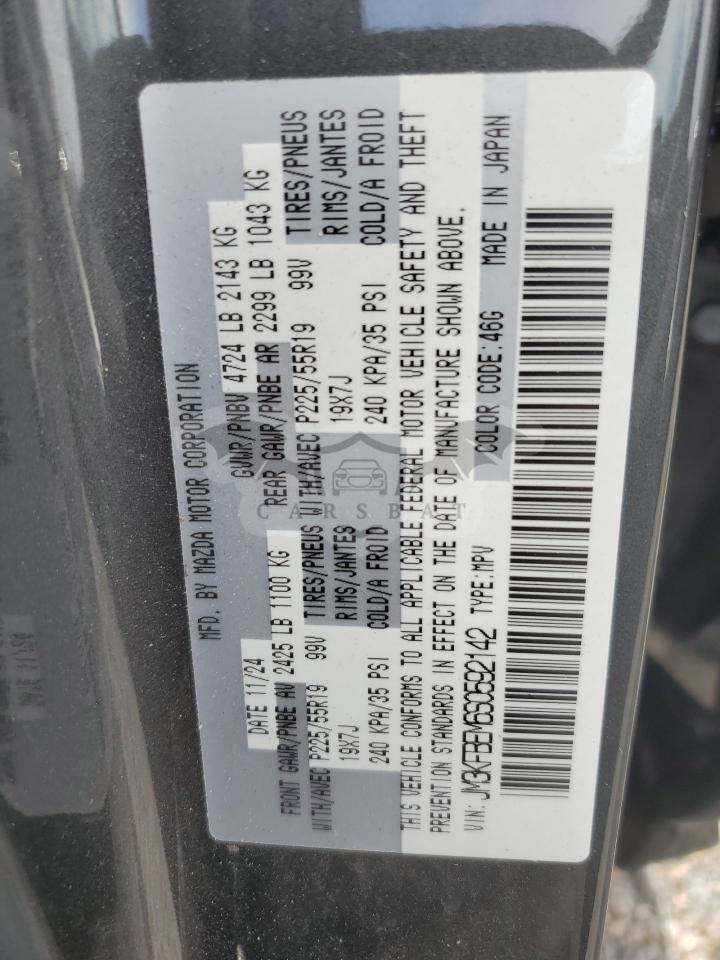 MFD. BY MAZDA MOTOR CORPORATION
DATE 11/24 GVWR/PNBV 4724 LB 2143 KG
FRONT GAWR/PNBE AV 2425 LB 1100 KG REAR GAWR/PNBE AR 2299 LB 1043 KG
WITH/AVEC P225/55R19 99V TIRES/PNEUS WITH/AVEC P225/55R19 99V TIRES/PNEUS
19X7J RIMS/JANTES 19X7J RIMS/JANTES
240 KPA/35 PSI COLD/A FROID 240 KPA/35 PSI COLD/A FROID
THIS VEHICLE CONFORMS TO ALL APPLICABLE FEDERAL MOTOR VEHICLE SAFETY AND THEFT
PREVENTION STANDARDS IN EFFECT ON THE DATE OF MANUFACTURE SHOWN ABOVE.
VIN: JM3KFBEM6S0592142 TYPE:MPV COLOR CODE:46G MADE IN JAPAN
CARSBAT